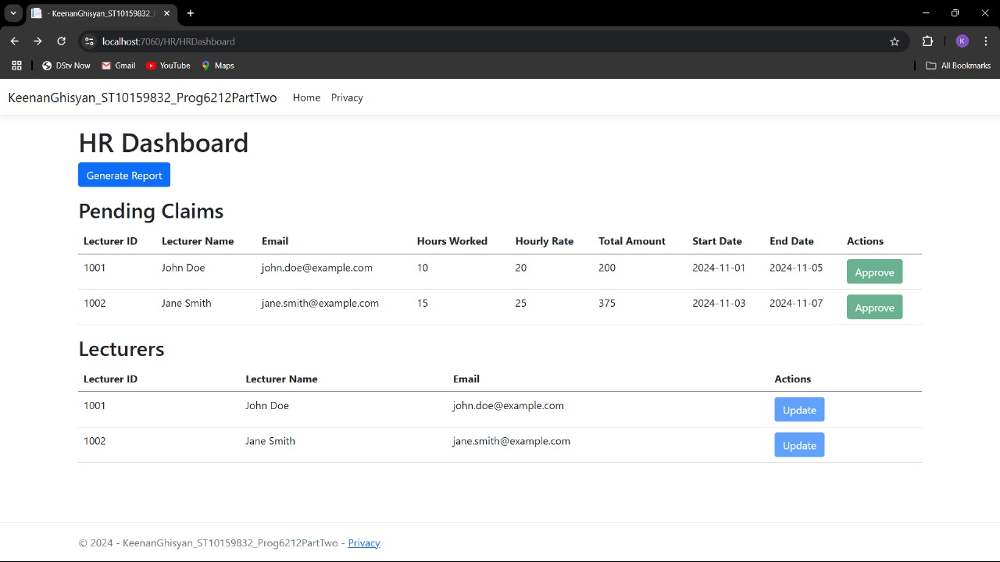 - KeenanGhisyan_ST10159832_
localhost:7060/HR/HRDashboard
K
DStv Now Gmail YouTube Maps All Bookmarks
KeenanGhisyan_ST10159832_Prog6212PartTwo Home Privacy
HR Dashboard
Generate Report
Pending Claims
Lecturer ID Lecturer Name Email Hours Worked Hourly Rate Total Amount Start Date End Date Actions
1001 John Doe john.doe@example.com 10 20 200 2024-11-01 2024-11-05 Approve
1002 Jane Smith jane.smith@example.com 15 25 375 2024-11-03 2024-11-07 Approve
Lecturers
Lecturer ID Lecturer Name Email Actions
1001 John Doe john.doe@example.com Update
1002 Jane Smith jane.smith@example.com Update
© 2024 - KeenanGhisyan_ST10159832_Prog6212PartTwo - Privacy